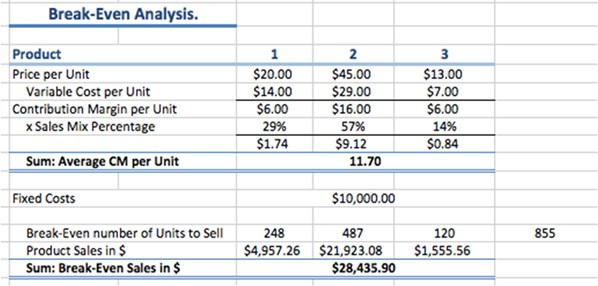 Break-Even Analysis.
Product 1 2 3
Price per Unit $20.00 $45.00 $13.00
Variable Cost per Unit $14.00 $29.00 $7.00
Contribution Margin per Unit $6.00 $16.00 $6.00
x Sales Mix Percentage 29% 57% 14%
$1.74 $9.12 $0.84
Sum: Average CM per Unit 11.70
Fixed Costs $10,000.00
Break-Even number of Units to Sell 248 487 120 855
Product Sales in $ $4,957.26 $21,923.08 $1,555.56
Sum: Break-Even Sales in $ $28,435.90